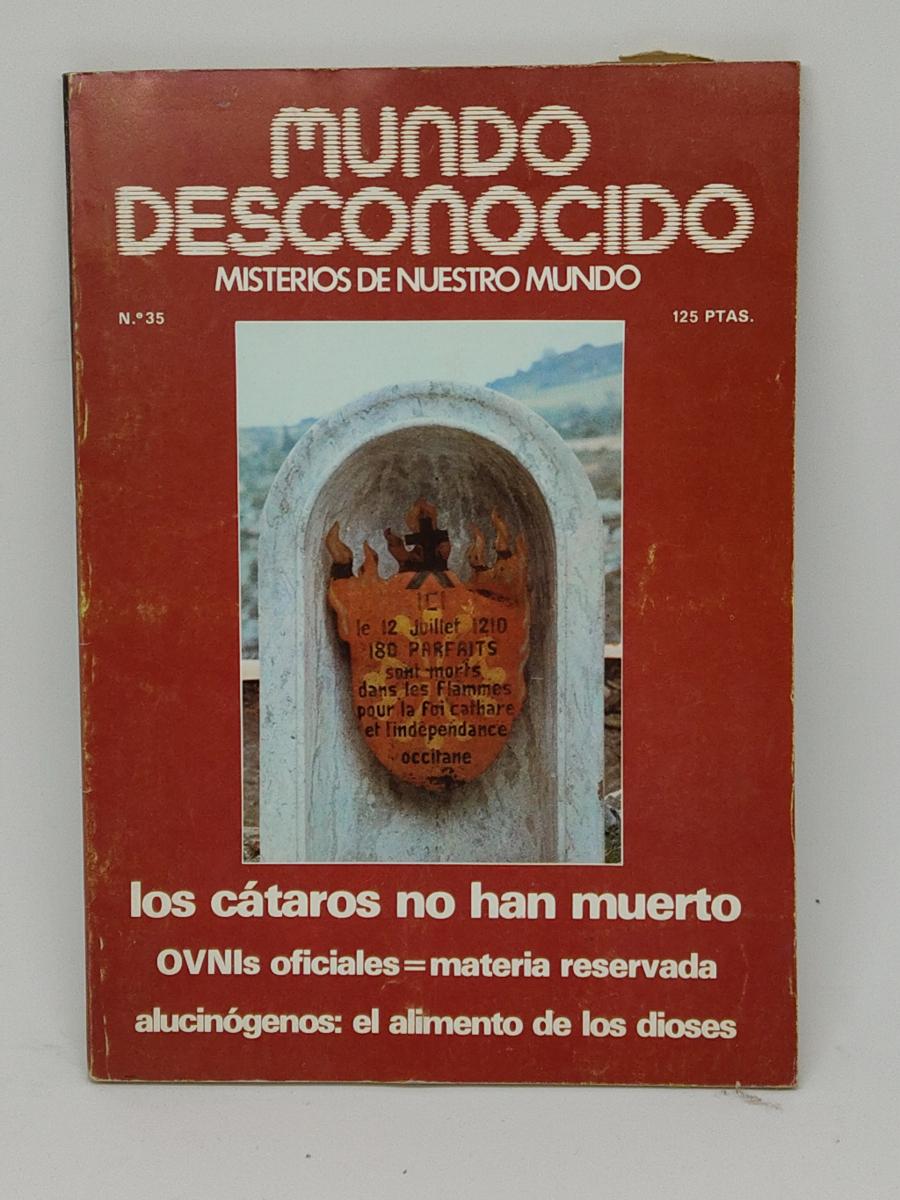 MUNDO
DESCONOCIDO
MISTERIOS DE NUESTRO MUNDO
N.º 35
125 PTAS.
ICI
le 12 Juillet 1210
180 PARFAITS
sont morts
dans les flammes
pour la foi cathare
et l'indépendance
occitane
los cátaros no han muerto
OVNIs oficiales=materia reservada
alucinógenos: el alimento de los dioses